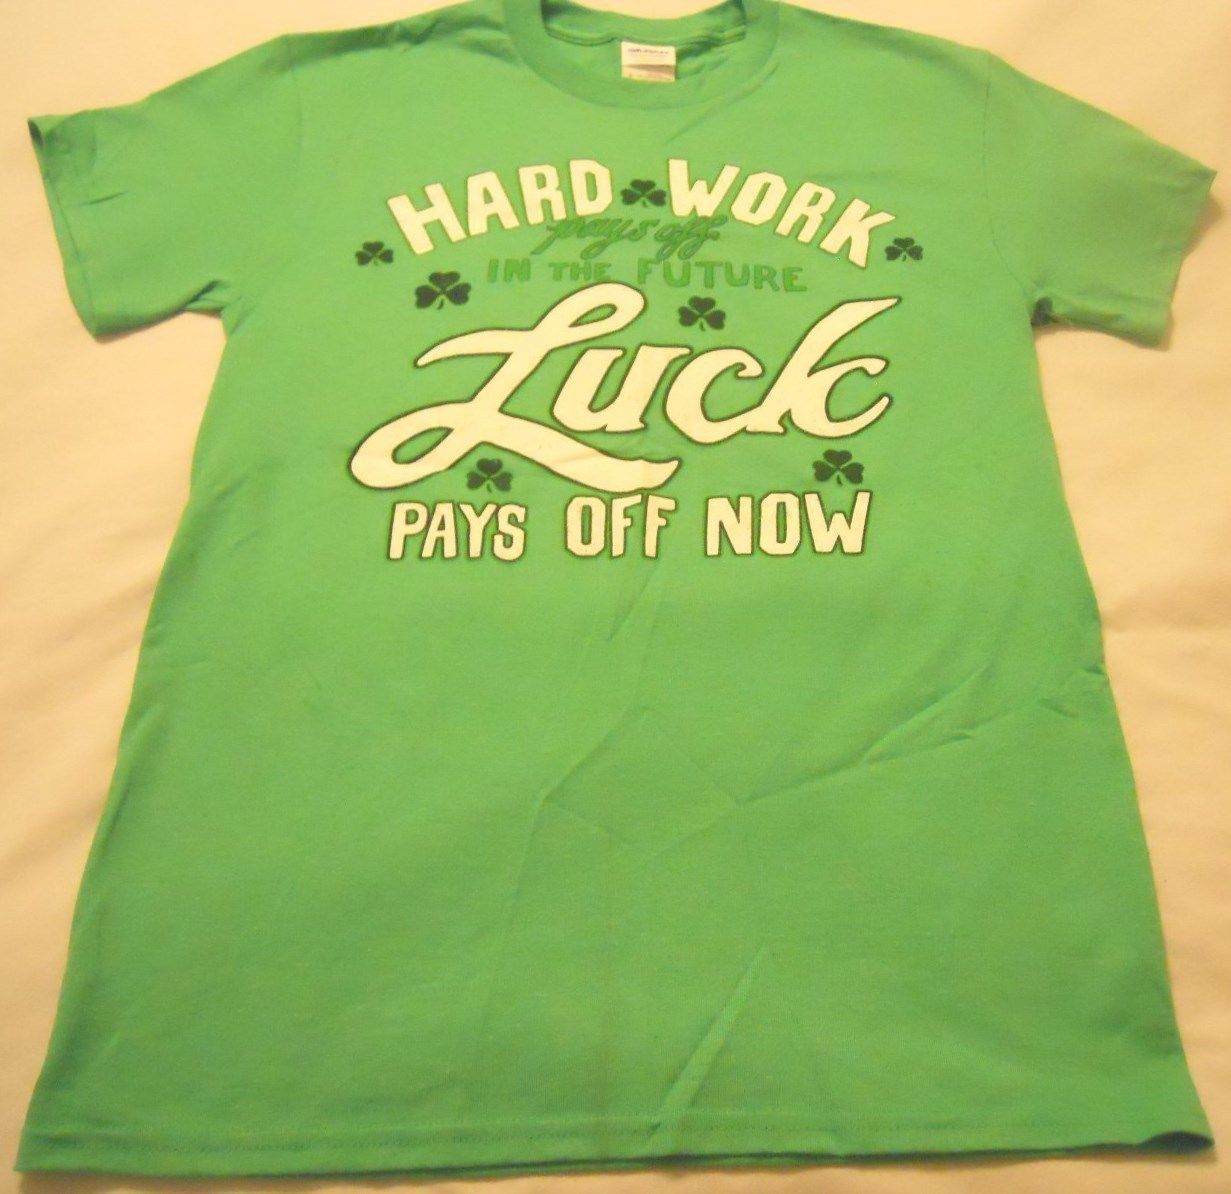 HARD WORK
pays off
IN THE FUTURE
Luck
PAYS OFF NOW